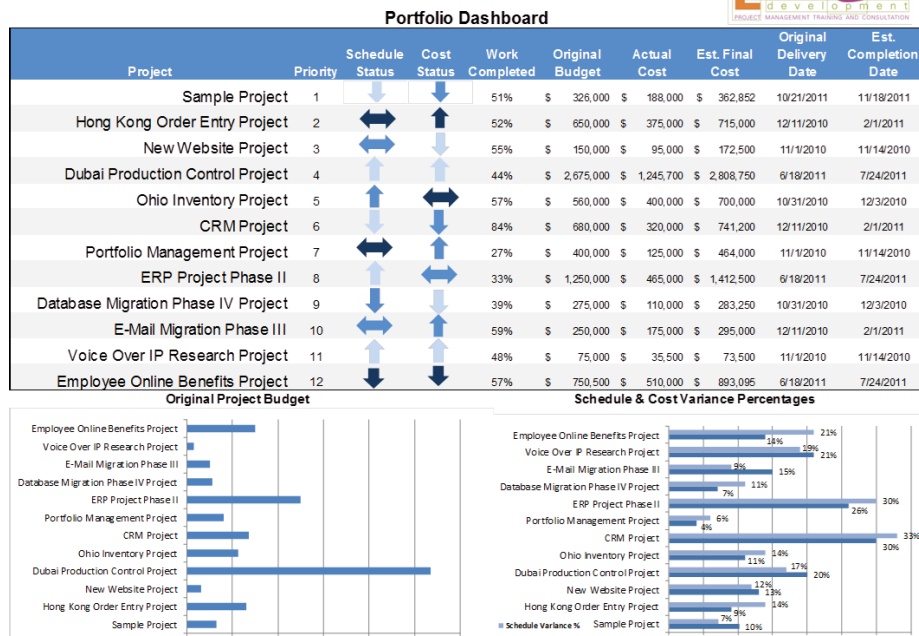 d e v e l o p m e n t
PROJECT MANAGEMENT TRAINING AND CONSULTATION
Portfolio Dashboard
Project Priority Schedule Status Cost Status Work Completed Original Budget Actual Cost Est. Final Cost Original Delivery Date Est. Completion Date
Sample Project 1 51% $ 326,000 $ 188,000 $ 362,852 10/21/2011 11/18/2011
Hong Kong Order Entry Project 2 52% $ 650,000 $ 375,000 $ 715,000 12/11/2010 2/1/2011
New Website Project 3 55% $ 150,000 $ 95,000 $ 172,500 11/1/2010 11/14/2010
Dubai Production Control Project 4 44% $ 2,675,000 $ 1,245,700 $ 2,808,750 6/18/2011 7/24/2011
Ohio Inventory Project 5 57% $ 560,000 $ 400,000 $ 700,000 10/31/2010 12/3/2010
CRM Project 6 84% $ 680,000 $ 320,000 $ 741,200 12/11/2010 2/1/2011
Portfolio Management Project 7 27% $ 400,000 $ 125,000 $ 464,000 11/1/2010 11/14/2010
ERP Project Phase II 8 33% $ 1,250,000 $ 465,000 $ 1,412,500 6/18/2011 7/24/2011
Database Migration Phase IV Project 9 39% $ 275,000 $ 110,000 $ 283,250 10/31/2010 12/3/2010
E-Mail Migration Phase III 10 59% $ 250,000 $ 175,000 $ 295,000 12/11/2010 2/1/2011
Voice Over IP Research Project 11 48% $ 75,000 $ 35,500 $ 73,500 11/1/2010 11/14/2010
Employee Online Benefits Project 12 57% $ 750,500 $ 510,000 $ 893,095 6/18/2011 7/24/2011
Original Project Budget
Employee Online Benefits Project
Voice Over IP Research Project
E-Mail Migration Phase III
Database Migration Phase IV Project
ERP Project Phase II
Portfolio Management Project
CRM Project
Ohio Inventory Project
Dubai Production Control Project
New Website Project
Hong Kong Order Entry Project
Sample Project
Schedule & Cost Variance Percentages
Employee Online Benefits Project 21% 14%
Voice Over IP Research Project 19% 21%
E-Mail Migration Phase III 9% 15%
Database Migration Phase IV Project 11% 7%
ERP Project Phase II 30% 26%
Portfolio Management Project 6% 4%
CRM Project 33% 30%
Ohio Inventory Project 14% 11%
Dubai Production Control Project 17% 20%
New Website Project 12% 13%
Hong Kong Order Entry Project 14% 9%
Sample Project 7% 10%
Schedule Variance %